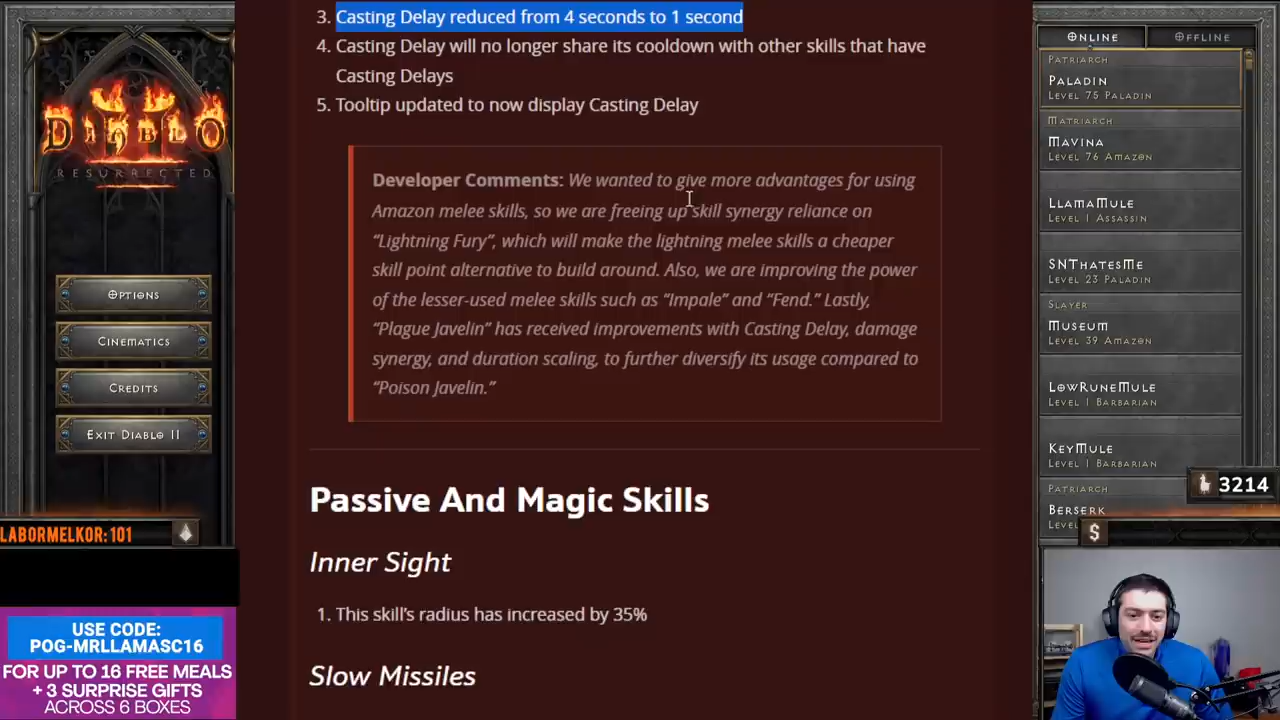 3. Casting Delay reduced from 4 seconds to 1 second
4. Casting Delay will no longer share its cooldown with other skills that have
Casting Delays
5. Tooltip updated to now display Casting Delay
Developer Comments: We wanted to give more advantages for using
Amazon melee skills, so we are freeing up skill synergy reliance on
“Lightning Fury”, which will make the lightning melee skills a cheaper
skill point alternative to build around. Also, we are improving the power
of the lesser-used melee skills such as “Impale” and “Fend.” Lastly,
“Plague Javelin” has received improvements with Casting Delay, damage
synergy, and duration scaling, to further diversify its usage compared to
“Poison Javelin.”
Passive And Magic Skills
Inner Sight
1. This skill’s radius has increased by 35%
Slow Missiles
DIABLO
II
RESURRECTED
OPTIONS
CINEMATICS
CREDITS
EXIT DIABLO II
LABORMELKOR: 101
USE CODE:
POG-MRLLAMASC16
FOR UP TO 16 FREE MEALS
+ 3 SURPRISE GIFTS
ACROSS 6 BOXES
ONLINE
OFFLINE
PATRIARCH
PALADIN
LEVEL 75 PALADIN
MATRIARCH
MAVINA
LEVEL 76 AMAZON
LLAMAMULE
LEVEL 1 ASSASSIN
SNTHATESME
LEVEL 23 PALADIN
SLAYER
MUSEUM
LEVEL 39 AMAZON
LOWRUNEMULE
LEVEL 1 BARBARIAN
KEYMULE
LEVEL 1 BARBARIAN
3214
PATRIARCH
BERSERK
LEVEL
$